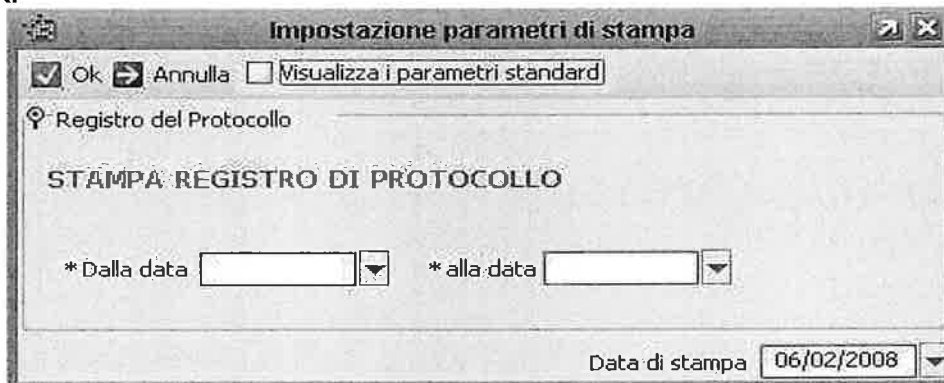 Impostazione parametri di stampa
Ok Annulla Visualizza i parametri standard
Registro del Protocollo
STAMPA REGISTRO DI PROTOCOLLO
* Dalla data * alla data
Data di stampa 06/02/2008